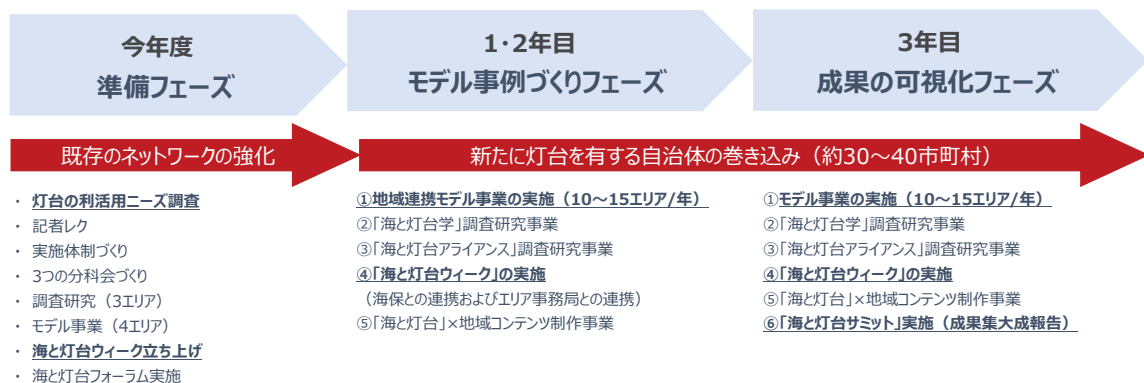 今年度
準備フェーズ
1・2年目
モデル事例づくりフェーズ
3年目
成果の可視化フェーズ
既存のネットワークの強化
新たに灯台を有する自治体の巻き込み（約30～40市町村）
・ 灯台の利活用ニーズ調査
・ 記者レク
・ 実施体制づくり
・ 3つの分科会づくり
・ 調査研究（3エリア）
・ モデル事業（4エリア）
・ 海と灯台ウィーク立ち上げ
・ 海と灯台フォーラム実施
①地域連携モデル事業の実施（10～15エリア/年）
②「海と灯台学」調査研究事業
③「海と灯台アライアンス」調査研究事業
④「海と灯台ウィーク」の実施
（海保との連携およびエリア事務局との連携）
⑤「海と灯台」×地域コンテンツ制作事業
①モデル事業の実施（10～15エリア/年）
②「海と灯台学」調査研究事業
③「海と灯台アライアンス」調査研究事業
④「海と灯台ウィーク」の実施
⑤「海と灯台」×地域コンテンツ制作事業
⑥「海と灯台サミット」実施（成果集大成報告）